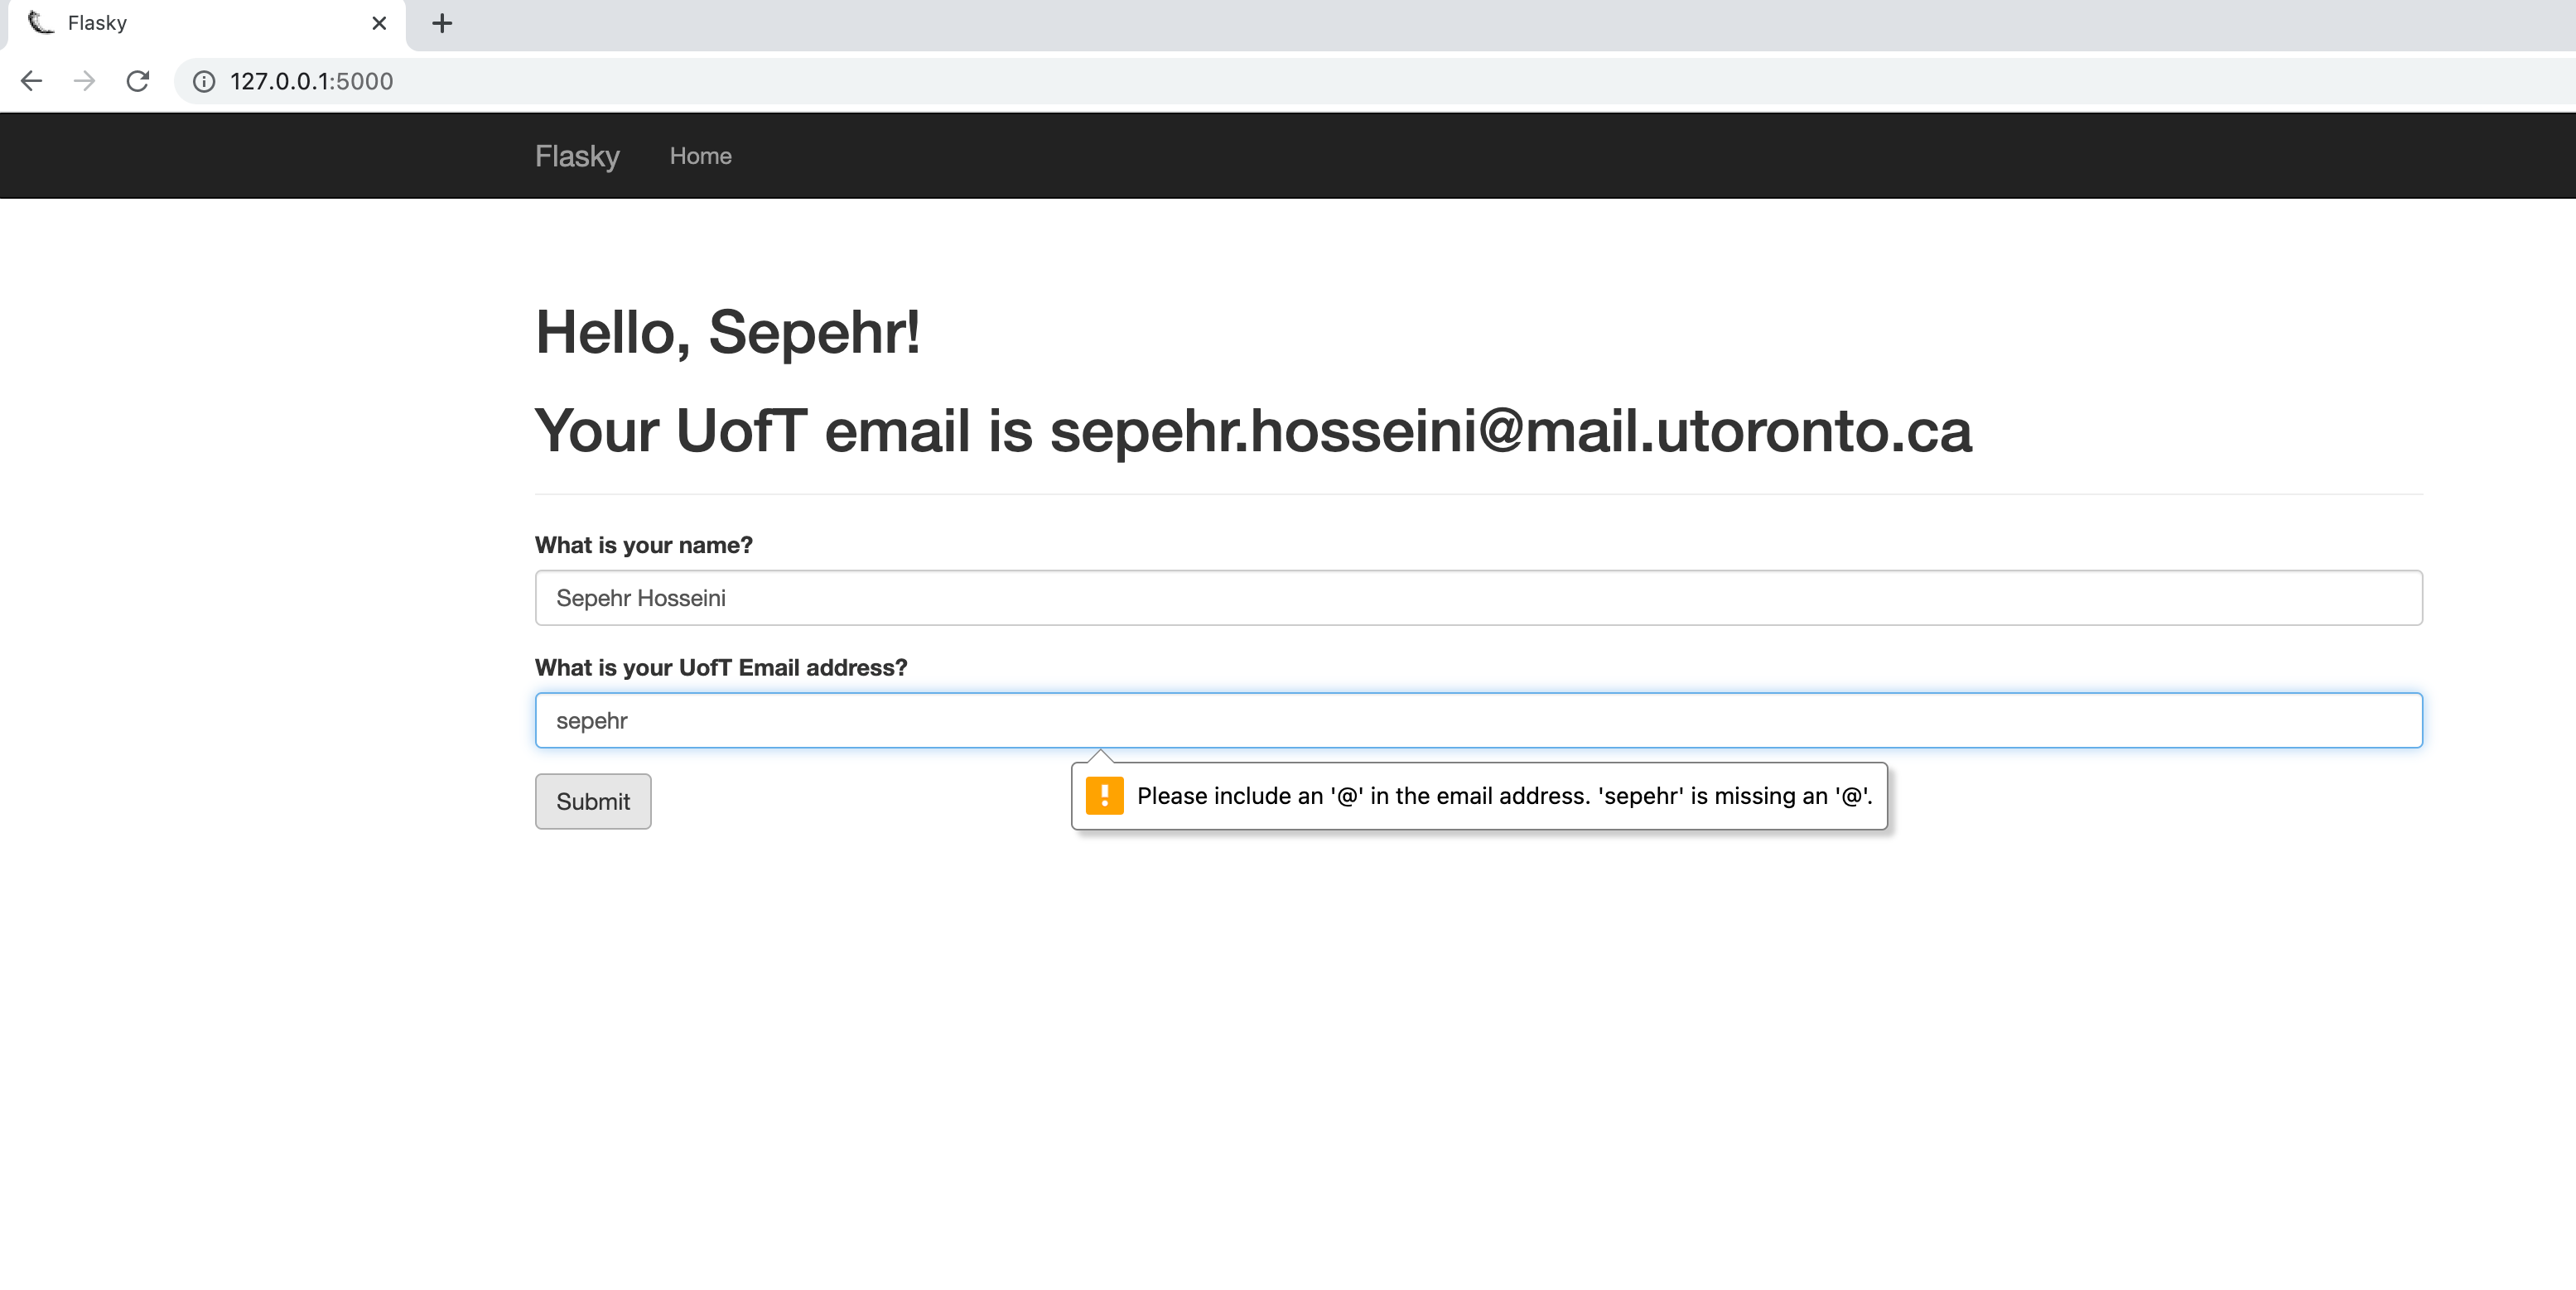 Flasky
127.0.0.1:5000
Flasky Home
Hello, Sepehr!
Your UofT email is sepehr.hosseini@mail.utoronto.ca
What is your name?
Sepehr Hosseini
What is your UofT Email address?
sepehr
Submit
Please include an '@' in the email address. 'sepehr' is missing an '@'.